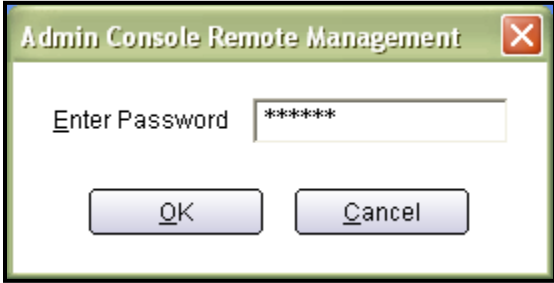 Admin Console Remote Management
Enter Password ******
OK Cancel